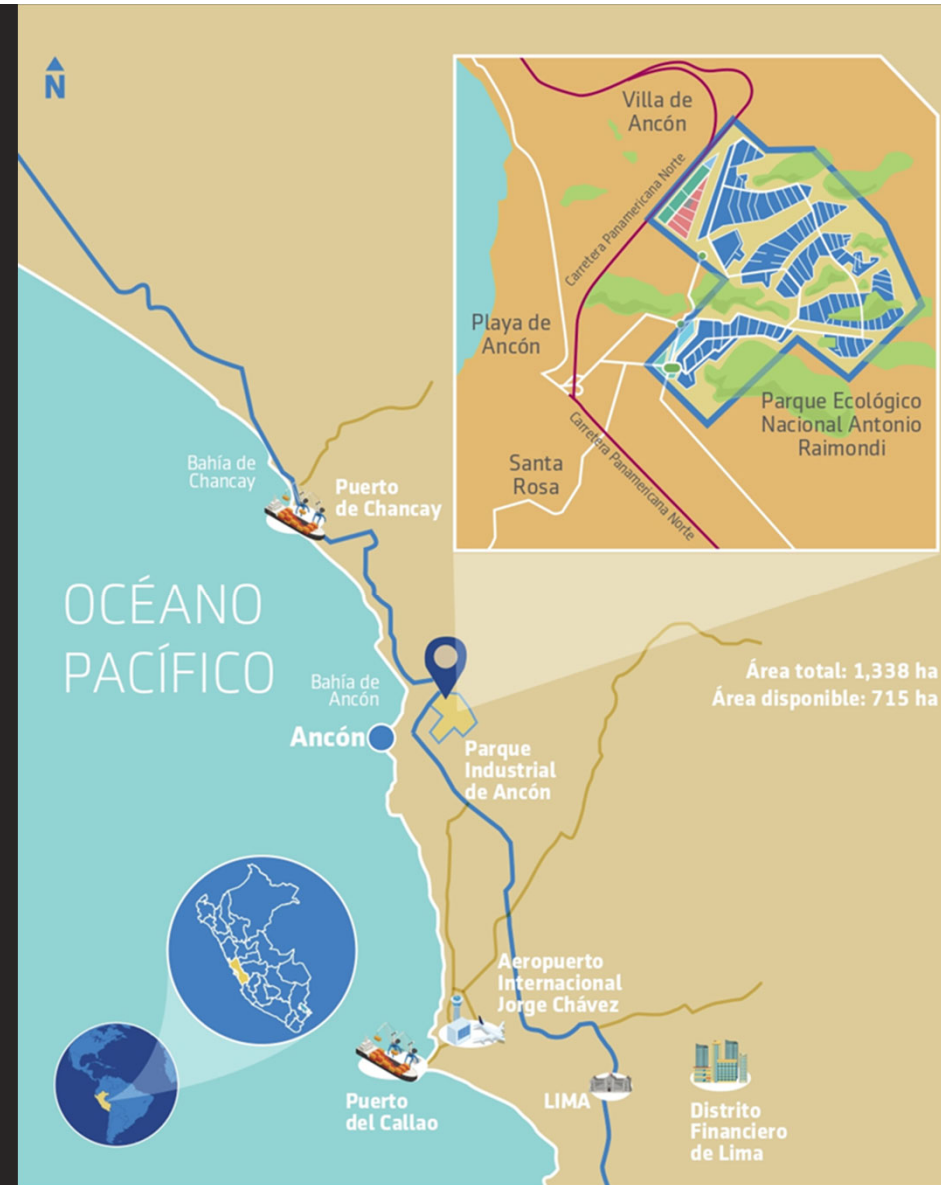 N
Villa de
Ancón
Carretera Panamericana Norte
Playa de
Ancón
Parque Ecológico
Nacional Antonio
Raimondi
Carretera Panamericana Norte
Santa
Rosa
Bahía de
Chancay
Puerto
de Chancay
OCÉANO
PACÍFICO
Bahía de
Ancón
Ancón
Área total: 1,338 ha
Área disponible: 715 ha
Parque
Industrial
de Ancón
Aeropuerto
Internacional
Jorge Chávez
Puerto
del Callao
LIMA
Distrito
Financiero
de Lima